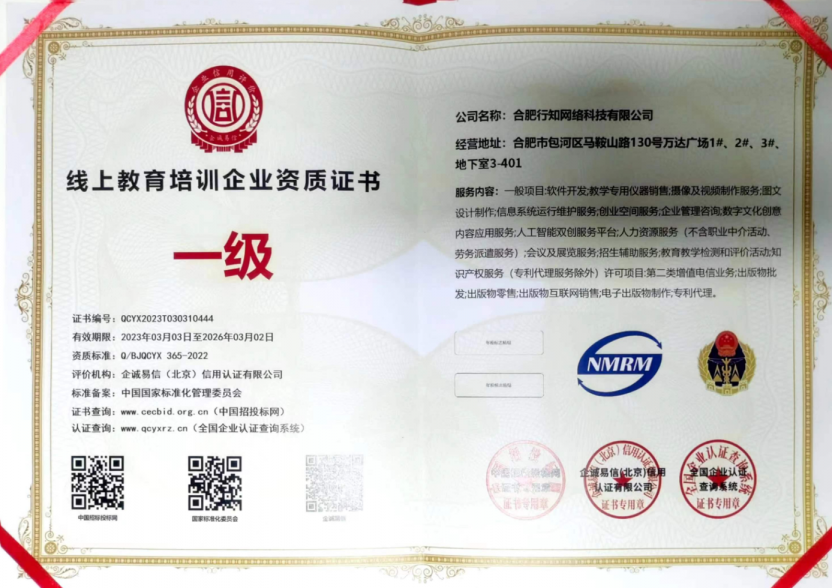 企业信用评价
信
企诚易信
线上教育培训企业资质证书
一级
证书编号：QCYX2023T030310444
有效期限：2023年03月03日至2026年03月02日
资质标准：Q/BJQCYX 365-2022
评价机构：企诚易信（北京）信用认证有限公司
标准备案：中国国家标准化管理委员会
证书查询：www.cecbid.org.cn（中国招投标网）
认证查询：www.qcyxrz.cn（全国企业认证查询系统）
中国招标投标网
国家标准化委员会
公司名称：合肥行知网络科技有限公司
经营地址：合肥市包河区马鞍山路130号万达广场1#、2#、3#、
地下室3-401
服务内容：一般项目:软件开发;教学专用仪器销售;摄像及视频制作服务;图文
设计制作;信息系统运行维护服务;创业空间服务;企业管理咨询;数字文化创意
内容应用服务;人工智能双创服务平台;人力资源服务（不含职业中介活动、
劳务派遣服务）;会议及展览服务;招生辅助服务;教育教学检测和评价活动;知
识产权服务（专利代理服务除外）许可项目:第二类增值电信业务;出版物批
发;出版物零售;出版物互联网销售;电子出版物制作,专利代理。
NMRM
证书专用章
企诚易信(北京)信用
认证有限公司
证书专用章
全国企业认证
查询系统
证书专用章